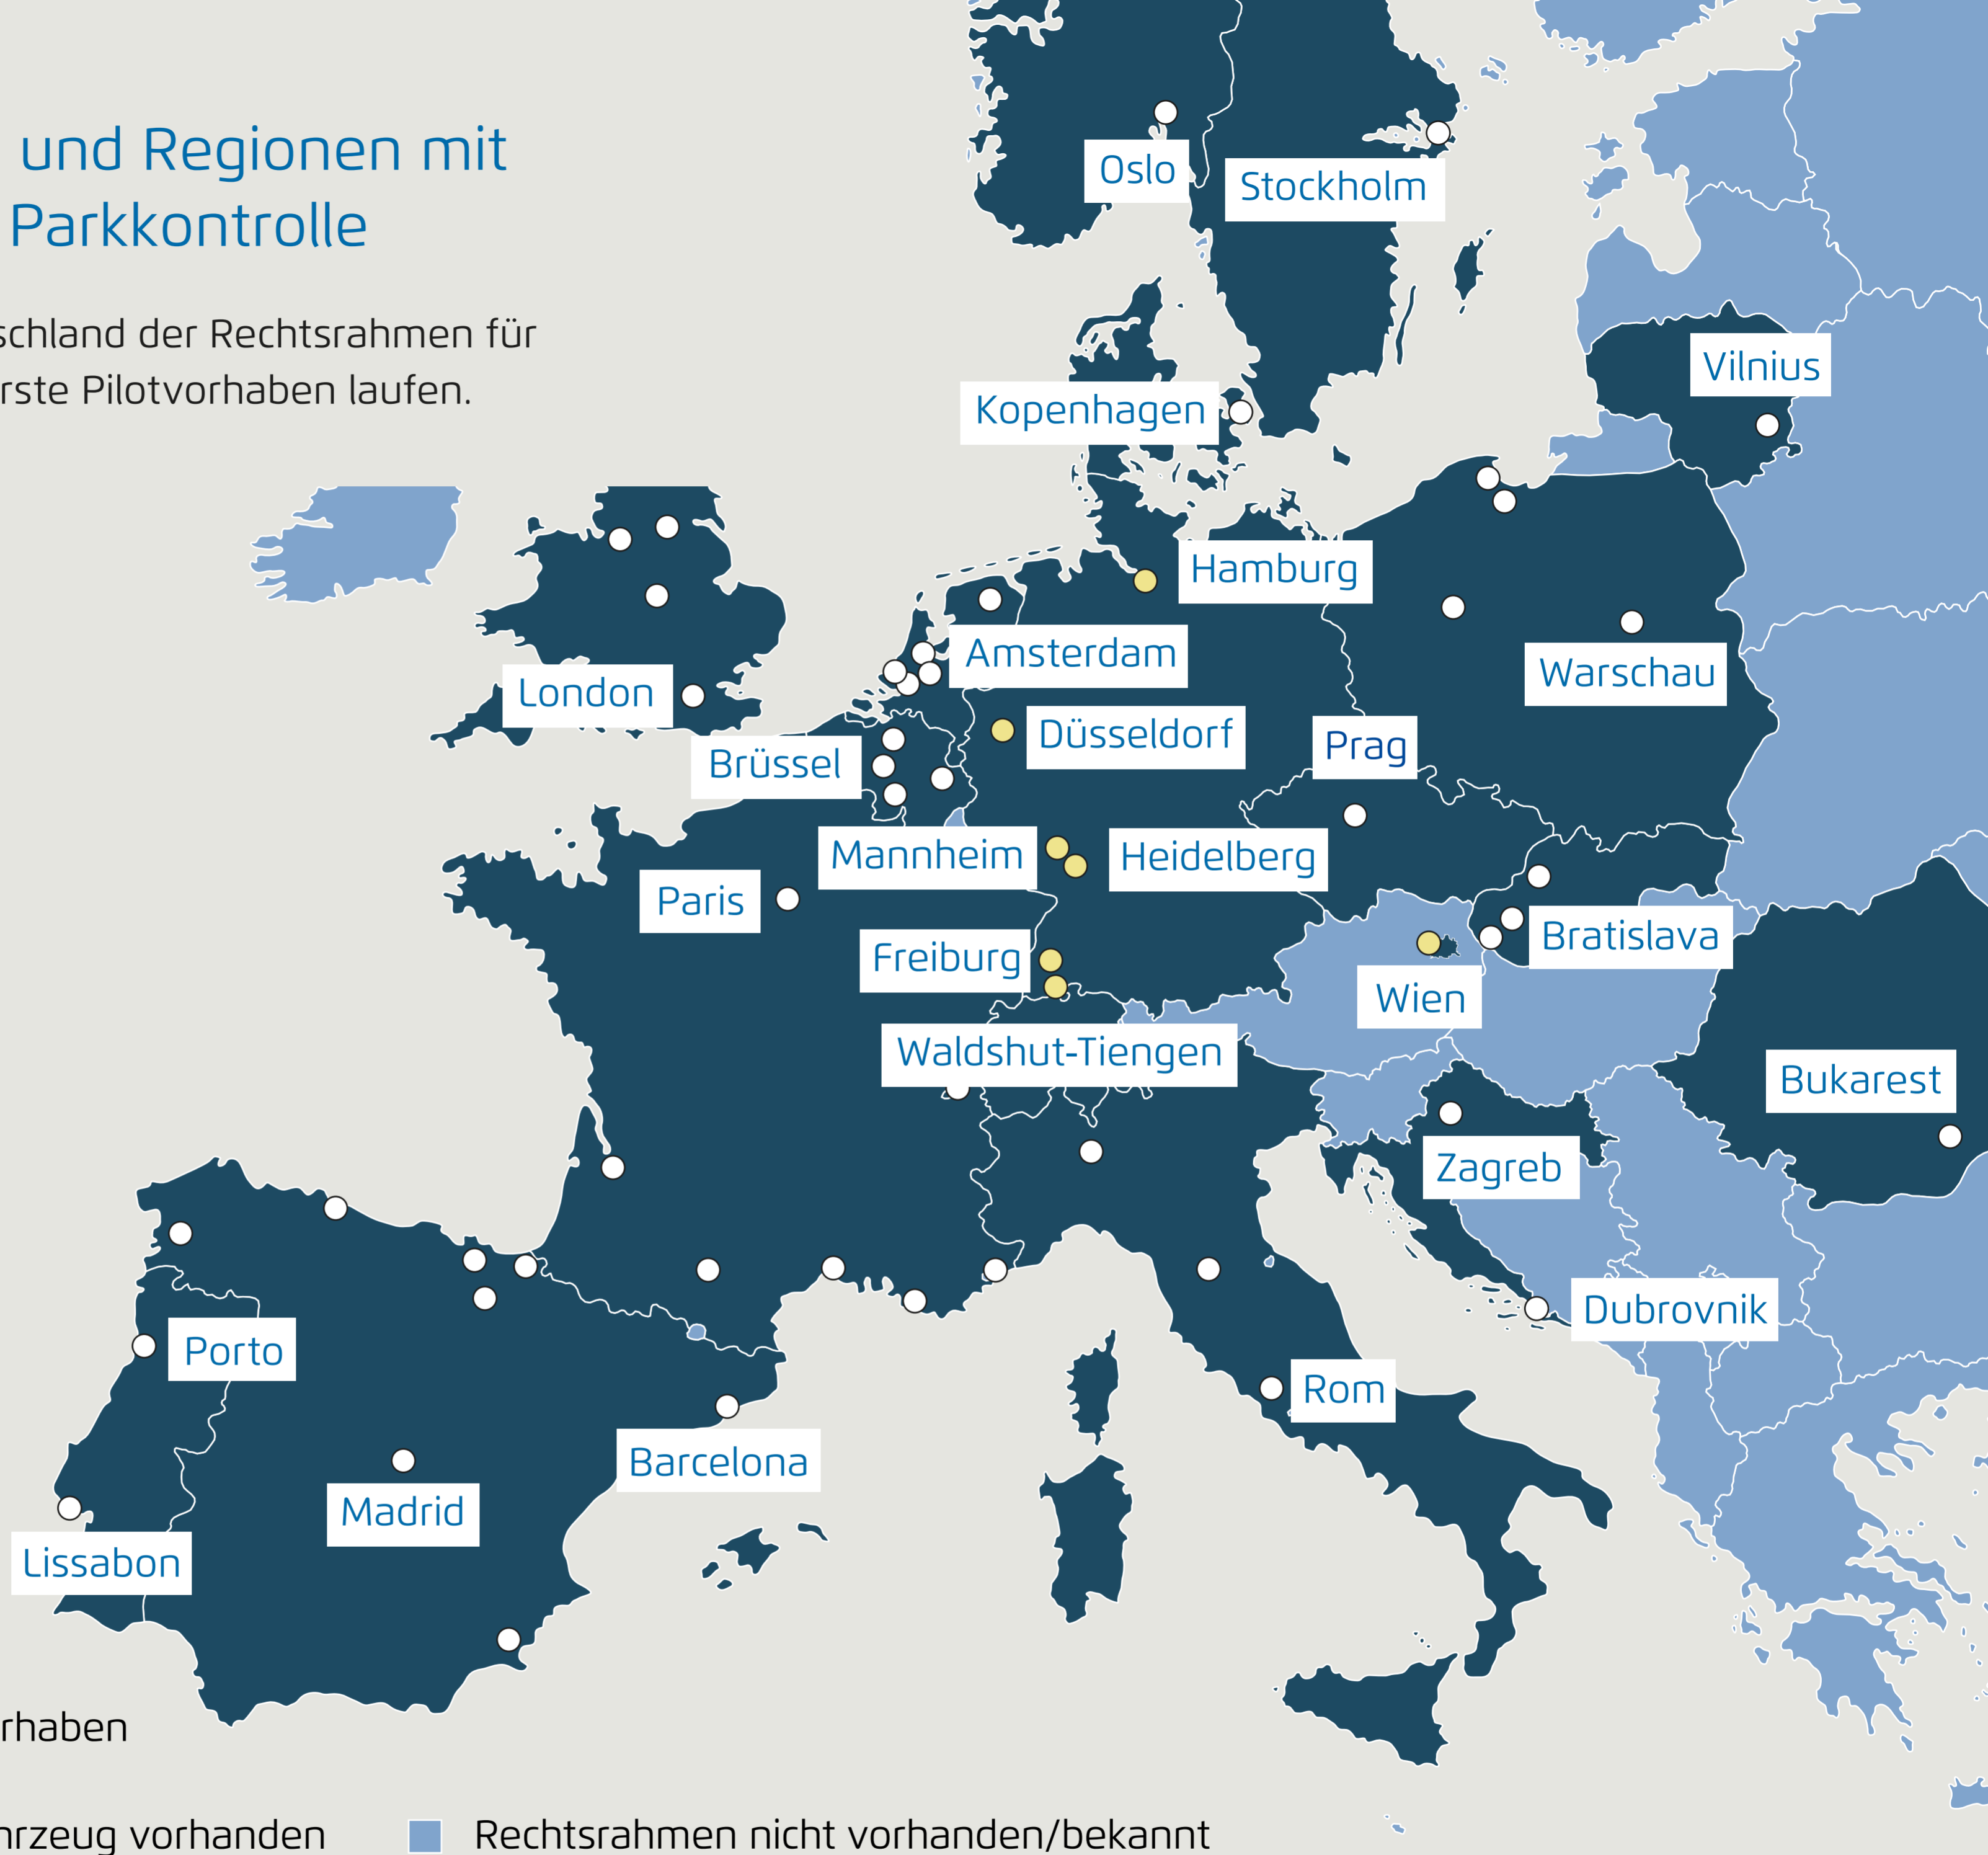 und Regionen mit
Parkkontrolle
schland der Rechtsrahmen für
rste Pilotvorhaben laufen.
Oslo
Stockholm
Vilnius
Kopenhagen
Hamburg
Amsterdam
Warschau
London
Düsseldorf
Prag
Brüssel
Mannheim
Heidelberg
Paris
Bratislava
Freiburg
Wien
Waldshut-Tiengen
Bukarest
Zagreb
Dubrovnik
Porto
Rom
Barcelona
Madrid
Lissabon
rhaben
hrzeug vorhanden
Rechtsrahmen nicht vorhanden/bekannt